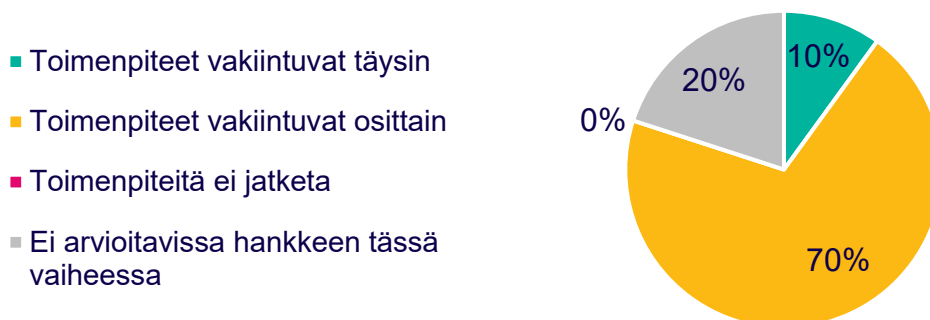 Toimenpiteet vakiintuvat täysin
Toimenpiteet vakiintuvat osittain
Toimenpiteitä ei jatketa
Ei arvioitavissa hankkeen tässä
vaiheessa
10%
20%
0%
70%